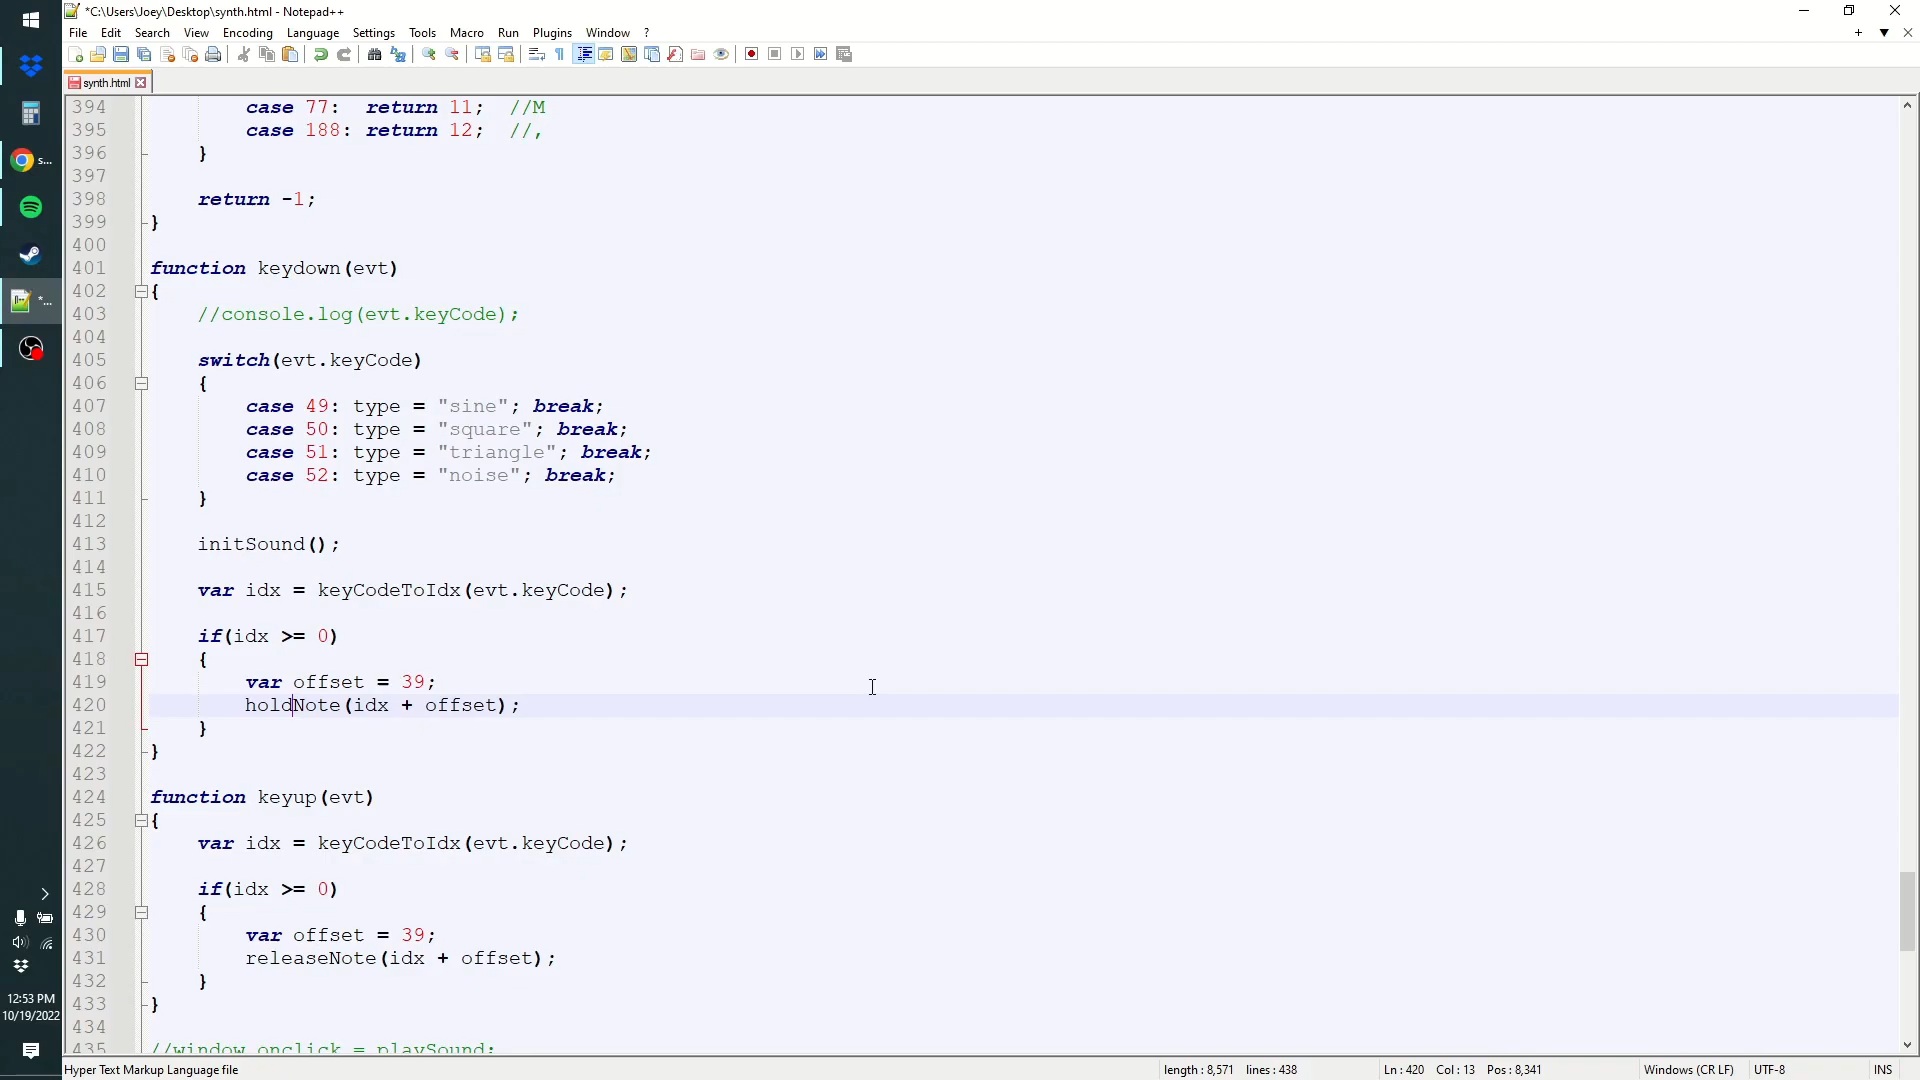 *C:\Users\Joey\Desktop\synth.html - Notepad++
File Edit Search View Encoding Language Settings Tools Macro Run Plugins Window ?
synth.html
394 case 77: return 11; //M
395 case 188: return 12; //,
396 }
397
398 return -1;
399 }
400
401 function keydown(evt)
402 {
403 //console.log(evt.keyCode);
404
405 switch(evt.keyCode)
406 {
407 case 49: type = "sine"; break;
408 case 50: type = "square"; break;
409 case 51: type = "triangle"; break;
410 case 52: type = "noise"; break;
411 }
412
413 initSound();
414
415 var idx = keyCodeToIdx(evt.keyCode);
416
417 if(idx >= 0)
418 {
419 var offset = 39;
420 holdNote(idx + offset);
421 }
422 }
423
424 function keyup(evt)
425 {
426 var idx = keyCodeToIdx(evt.keyCode);
427
428 if(idx >= 0)
429 {
430 var offset = 39;
431 releaseNote(idx + offset);
432 }
433 }
434
435 //window.onclick = playSound;
s...
*...
12:53 PM
10/19/2022
Hyper Text Markup Language file length : 8,571 lines : 438 Ln : 420 Col : 13 Pos : 8,341 Windows (CR LF) UTF-8 INS